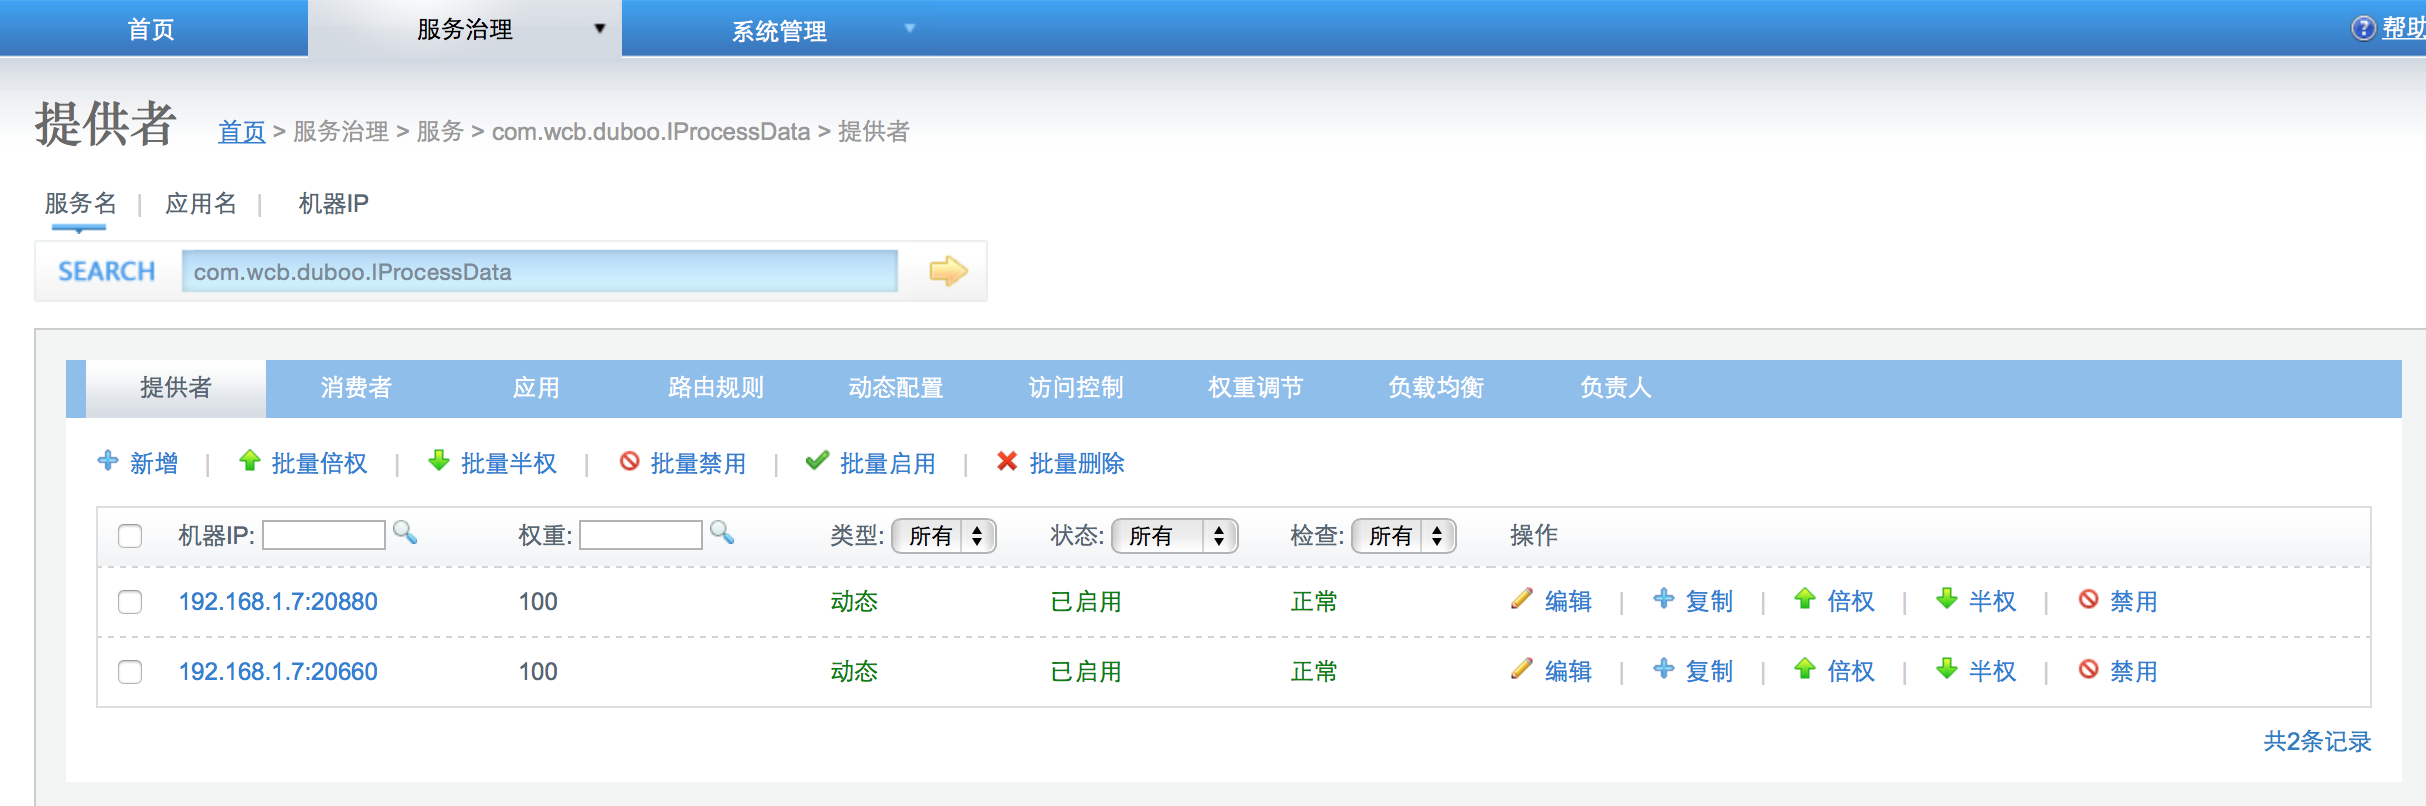 首页 服务治理 ▼ 系统管理 ▼ ? 帮助
提供者 首页 > 服务治理 > 服务 > com.wcb.duboo.IProcessData > 提供者
服务名 | 应用名 | 机器IP
SEARCH com.wcb.duboo.IProcessData
提供者 消费者 应用 路由规则 动态配置 访问控制 权重调节 负载均衡 负责人
新增 | 批量倍权 | 批量半权 | 批量禁用 | 批量启用 | 批量删除
机器IP: 权重: 类型: 所有 状态: 所有 检查: 所有 操作
192.168.1.7:20880 100 动态 已启用 正常 编辑 | 复制 | 倍权 | 半权 | 禁用
192.168.1.7:20660 100 动态 已启用 正常 编辑 | 复制 | 倍权 | 半权 | 禁用
共2条记录